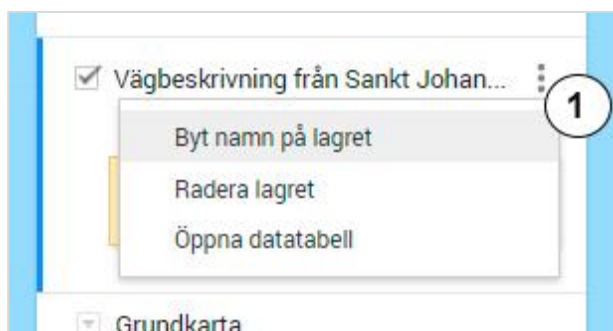 Vägbeskrivning från Sankt Johan...
1
Byt namn på lagret
Radera lagret
Öppna datatabell
Grundkarta